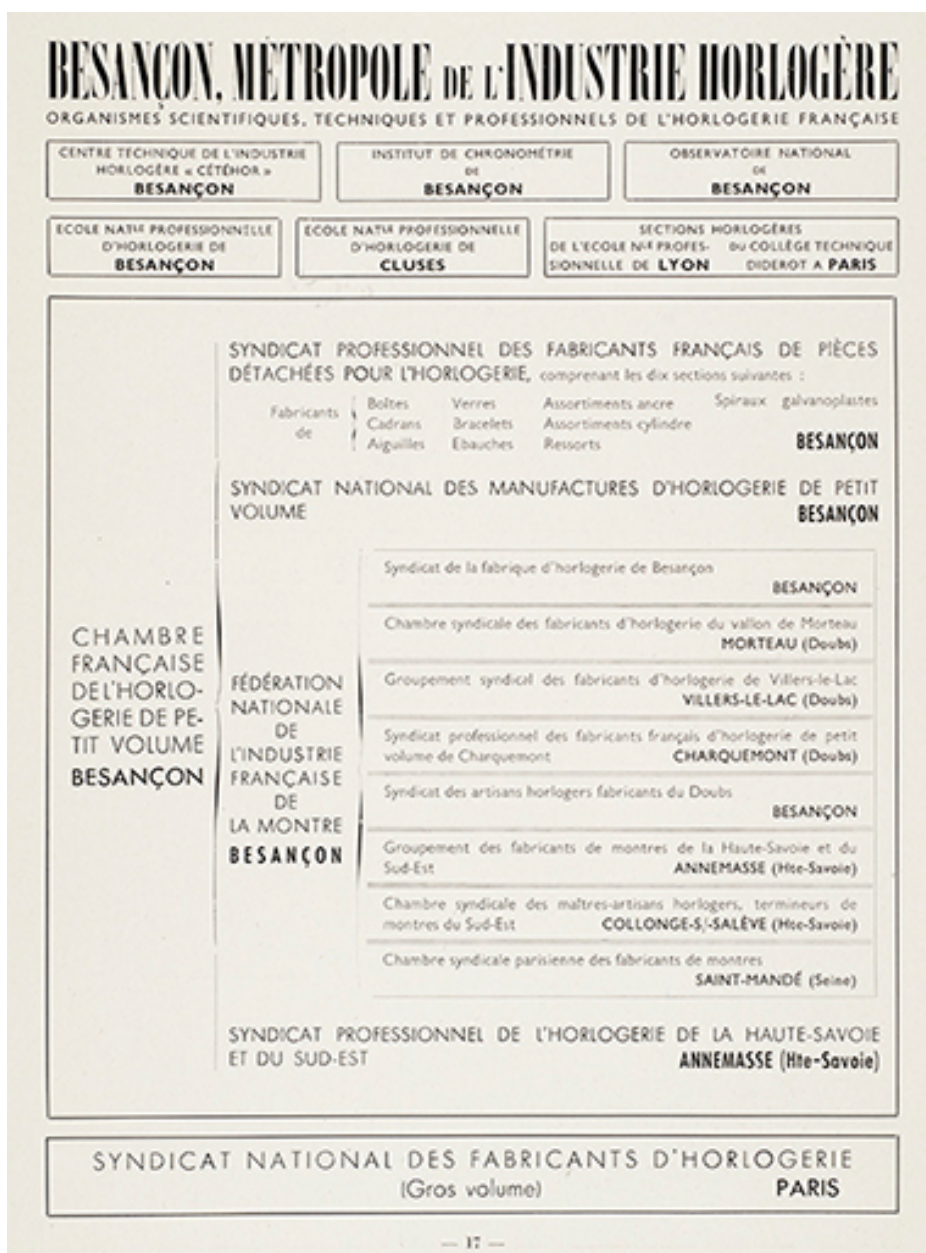 BESANÇON, MÉTROPOLE DE L'INDUSTRIE HORLOGÈRE
ORGANISMES SCIENTIFIQUES, TECHNIQUES ET PROFESSIONNELS DE L'HORLOGERIE FRANÇAISE
CENTRE TECHNIQUE DE L'INDUSTRIE
HORLOGÈRE « CÉTÉHOR »
BESANÇON
INSTITUT DE CHRONOMÉTRIE
DE
BESANÇON
OBSERVATOIRE NATIONAL
DE
BESANÇON
ECOLE NATLE PROFESSIONNELLE
D'HORLOGERIE DE
BESANÇON
ECOLE NATLE PROFESSIONNELLE
D'HORLOGERIE DE
CLUSES
SECTIONS HORLOGÈRES
DE L'ECOLE NLE PROFES-
SIONNELLE DE LYON
DU COLLÈGE TECHNIQUE
DIDEROT A PARIS
CHAMBRE
FRANÇAISE
DE L'HORLO-
GERIE DE PE-
TIT VOLUME
BESANÇON
SYNDICAT PROFESSIONNEL DES FABRICANTS FRANÇAIS DE PIÈCES
DÉTACHÉES POUR L'HORLOGERIE, comprenant les dix sections suivantes :
Fabricants
de
Boîtes Verres Assortiments ancre Spiraux galvanoplastes
Cadrans Bracelets Assortiments cylindre
Aiguilles Ebauches Ressorts BESANÇON
SYNDICAT NATIONAL DES MANUFACTURES D'HORLOGERIE DE PETIT
VOLUME BESANÇON
FÉDÉRATION
NATIONALE
DE
L'INDUSTRIE
FRANÇAISE
DE
LA MONTRE
BESANÇON
Syndicat de la fabrique d'horlogerie de Besançon
BESANÇON
Chambre syndicale des fabricants d'horlogerie du vallon de Morteau
MORTEAU (Doubs)
Groupement syndical des fabricants d'horlogerie de Villers-le-Lac
VILLERS-LE-LAC (Doubs)
Syndicat professionnel des fabricants français d'horlogerie de petit
volume de Charquemont CHARQUEMONT (Doubs)
Syndicat des artisans horlogers fabricants du Doubs
BESANÇON
Groupement des fabricants de montres de la Haute-Savoie et du
Sud-Est ANNEMASSE (Hte-Savoie)
Chambre syndicale des maîtres-artisans horlogers, termineurs de
montres du Sud-Est COLLONGE-S/-SALÈVE (Hte-Savoie)
Chambre syndicale parisienne des fabricants de montres
SAINT-MANDÉ (Seine)
SYNDICAT PROFESSIONNEL DE L'HORLOGERIE DE LA HAUTE-SAVOIE
ET DU SUD-EST ANNEMASSE (Hte-Savoie)
SYNDICAT NATIONAL DES FABRICANTS D'HORLOGERIE
(Gros volume) PARIS
— 17 —